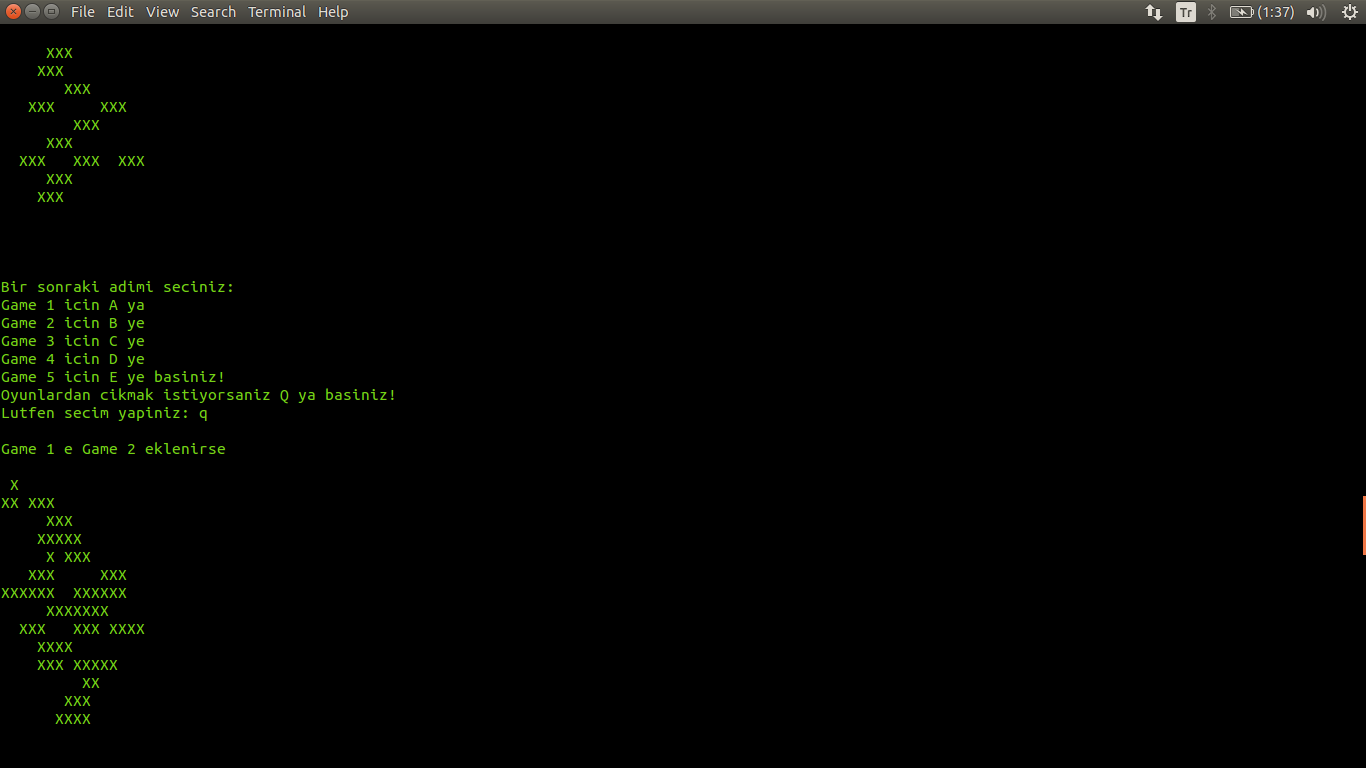 File Edit View Search Terminal Help Tr (1:37)
     XXX
    XXX
       XXX
   XXX     XXX
        XXX
     XXX
  XXX   XXX  XXX
     XXX
    XXX
Bir sonraki adimi seciniz:
Game 1 icin A ya
Game 2 icin B ye
Game 3 icin C ye
Game 4 icin D ye
Game 5 icin E ye basiniz!
Oyunlardan cikmak istiyorsaniz Q ya basiniz!
Lutfen secim yapiniz: q
Game 1 e Game 2 eklenirse
 X
XX XXX
     XXX
    XXXXX
     X XXX
   XXX     XXX
XXXXXX  XXXXXX
     XXXXXXX
  XXX   XXX XXXX
    XXXX
    XXX XXXXX
         XX
       XXX
      XXXX